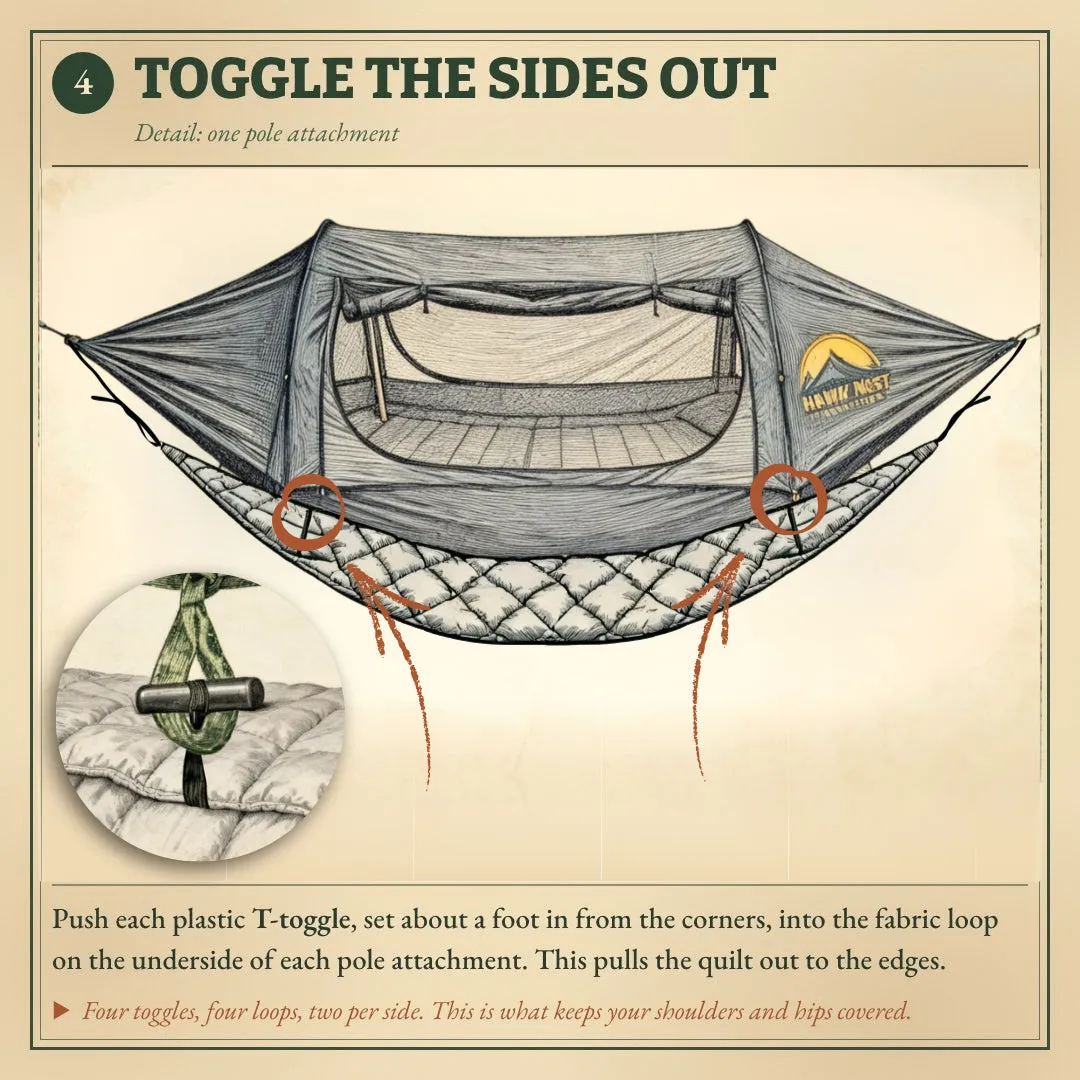 4
TOGGLE THE SIDES OUT
Detail: one pole attachment
HAWK NEST
Push each plastic T-toggle, set about a foot in from the corners, into the fabric loop
on the underside of each pole attachment. This pulls the quilt out to the edges.
▶ Four toggles, four loops, two per side. This is what keeps your shoulders and hips covered.